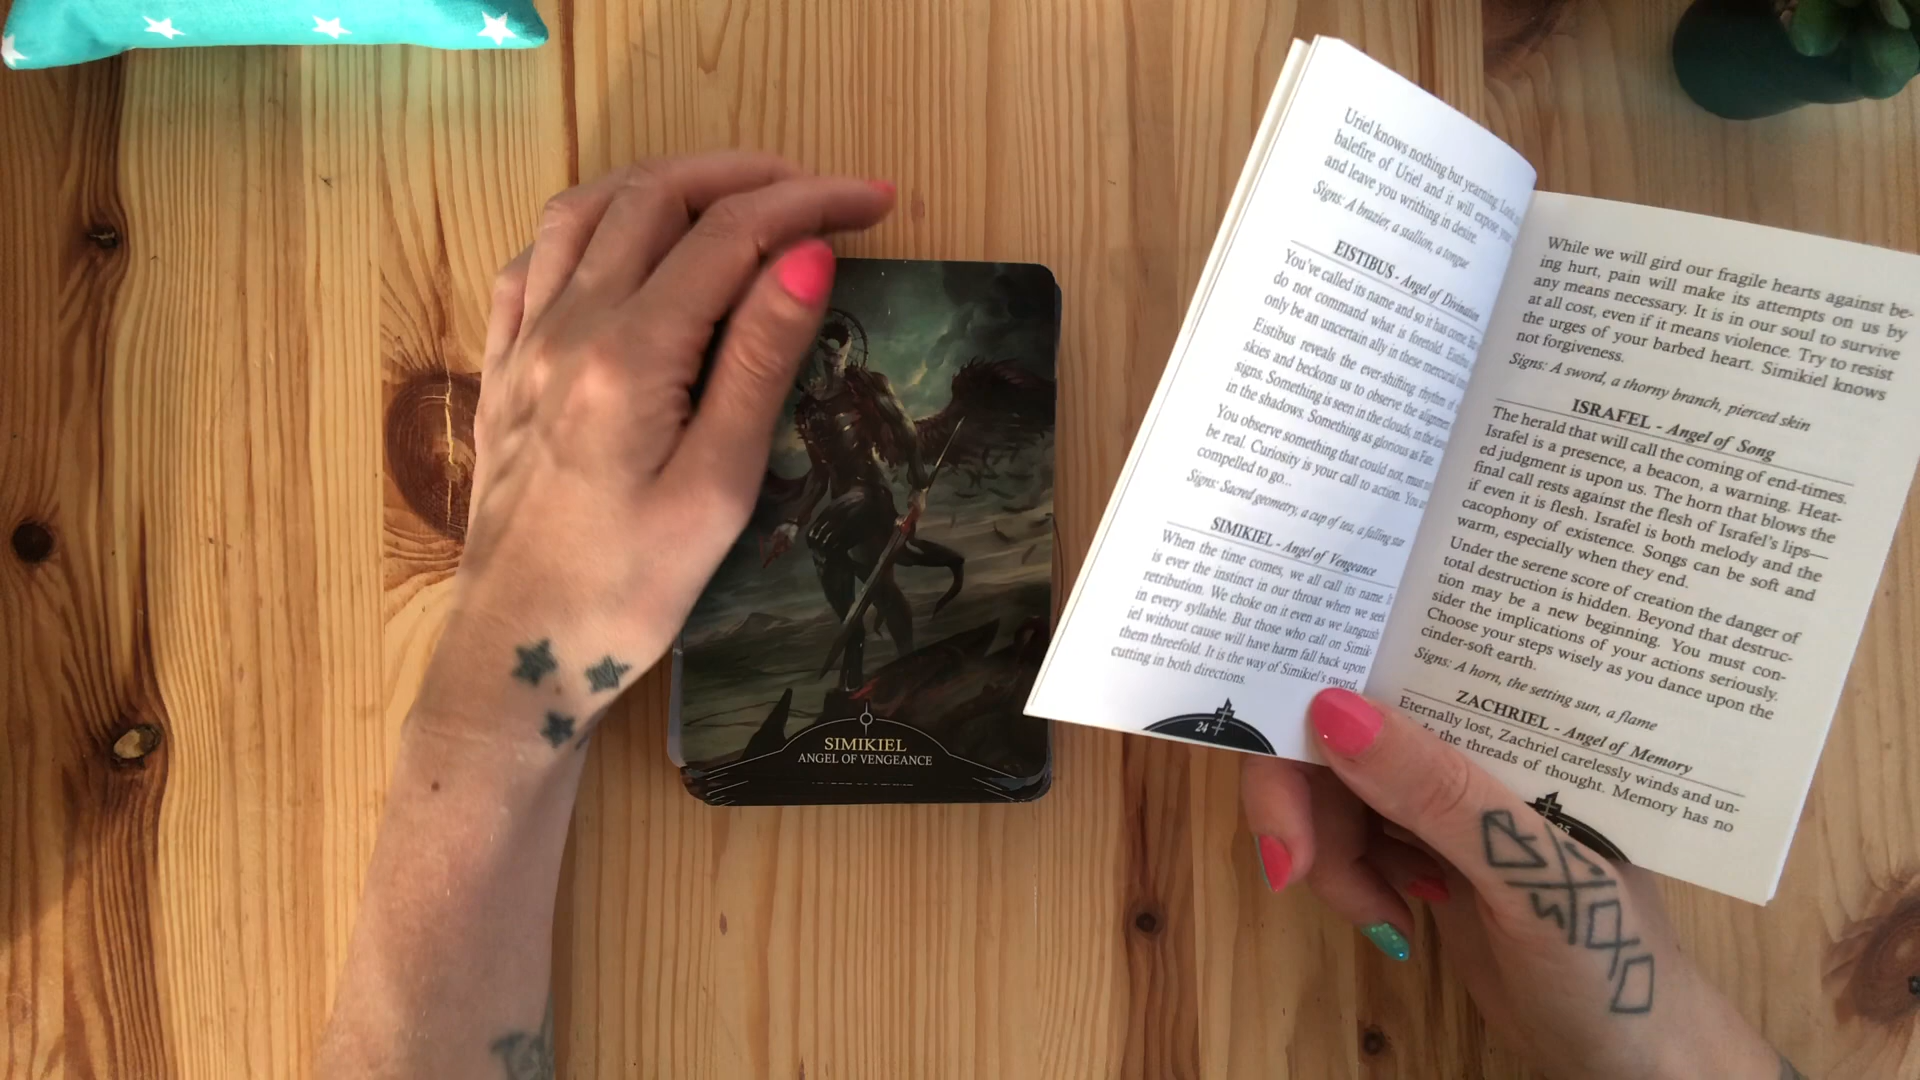 SIMIKIEL
ANGEL OF VENGEANCE
Uriel knows nothing but yearning. Look
balefire of Uriel and it will expose your
and leave you writhing in desire.
Signs: A brazier, a stallion, a tongue
EISTIBUS - Angel of Divination
You've called its name and so it has come.
do not command what is foretold. Eistibus
only be an uncertain ally in these mercurial
Eistibus reveals the ever-shifting rhythm of
skies and beckons us to observe the alignment
signs. Something is seen in the clouds, in the
in the shadows. Something as glorious as Fate.
You observe something that could not, must
be real. Curiosity is your call to action. You
compelled to go...
Signs: Sacred geometry, a cup of tea, a falling star
SIMIKIEL - Angel of Vengeance
When the time comes, we all call its name. It
is ever the instinct in our throat when we seek
retribution. We choke on it even as we languish
in every syllable. But those who call on Simik-
iel without cause will have harm fall back upon
them threefold. It is the way of Simikiel's sword,
cutting in both directions.
24
While we will gird our fragile hearts against be-
ing hurt, pain will make its attempts on us by
any means necessary. It is in our soul to survive
at all cost, even if it means violence. Try to resist
the urges of your barbed heart. Simikiel knows
not forgiveness.
Signs: A sword, a thorny branch, pierced skin
ISRAFEL - Angel of Song
The herald that will call the coming of end-times.
Israfel is a presence, a beacon, a warning. Heat-
ed judgment is upon us. The horn that blows the
final call rests against the flesh of Israfel's lips—
if even it is flesh. Israfel is both melody and the
cacophony of existence. Songs can be soft and
warm, especially when they end.
Under the serene score of creation the danger of
total destruction is hidden. Beyond that destruc-
tion may be a new beginning. You must con-
sider the implications of your actions seriously.
Choose your steps wisely as you dance upon the
cinder-soft earth.
Signs: A horn, the setting sun, a flame
ZACHRIEL - Angel of Memory
Eternally lost, Zachriel carelessly winds and un-
the threads of thought. Memory has no
25